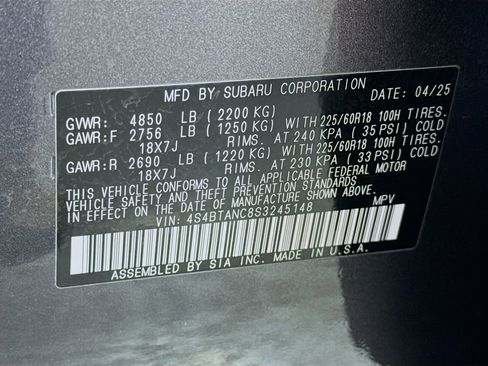 MFD BY SUBARU CORPORATION DATE: 04/25
GVWR: 4850 LB (2200 KG)
GAWR:F 2756 LB (1250 KG) WITH 225/60R18 100H TIRES.
18X7J RIMS. AT 240 KPA (35 PSI) COLD
GAWR:R 2690 LB (1220 KG) WITH 225/60R18 100H TIRES.
18X7J RIMS. AT 230 KPA (33 PSI) COLD
THIS VEHICLE CONFORMS TO ALL APPLICABLE FEDERAL MOTOR
VEHICLE SAFETY AND THEFT PREVENTION STANDARDS IN
EFFECT ON THE DATE OF MANUFACTURE SHOWN ABOVE.
VIN: 4S4BTANC8S3245148 MPV
ASSEMBLED BY SIA INC. MADE IN U.S.A.